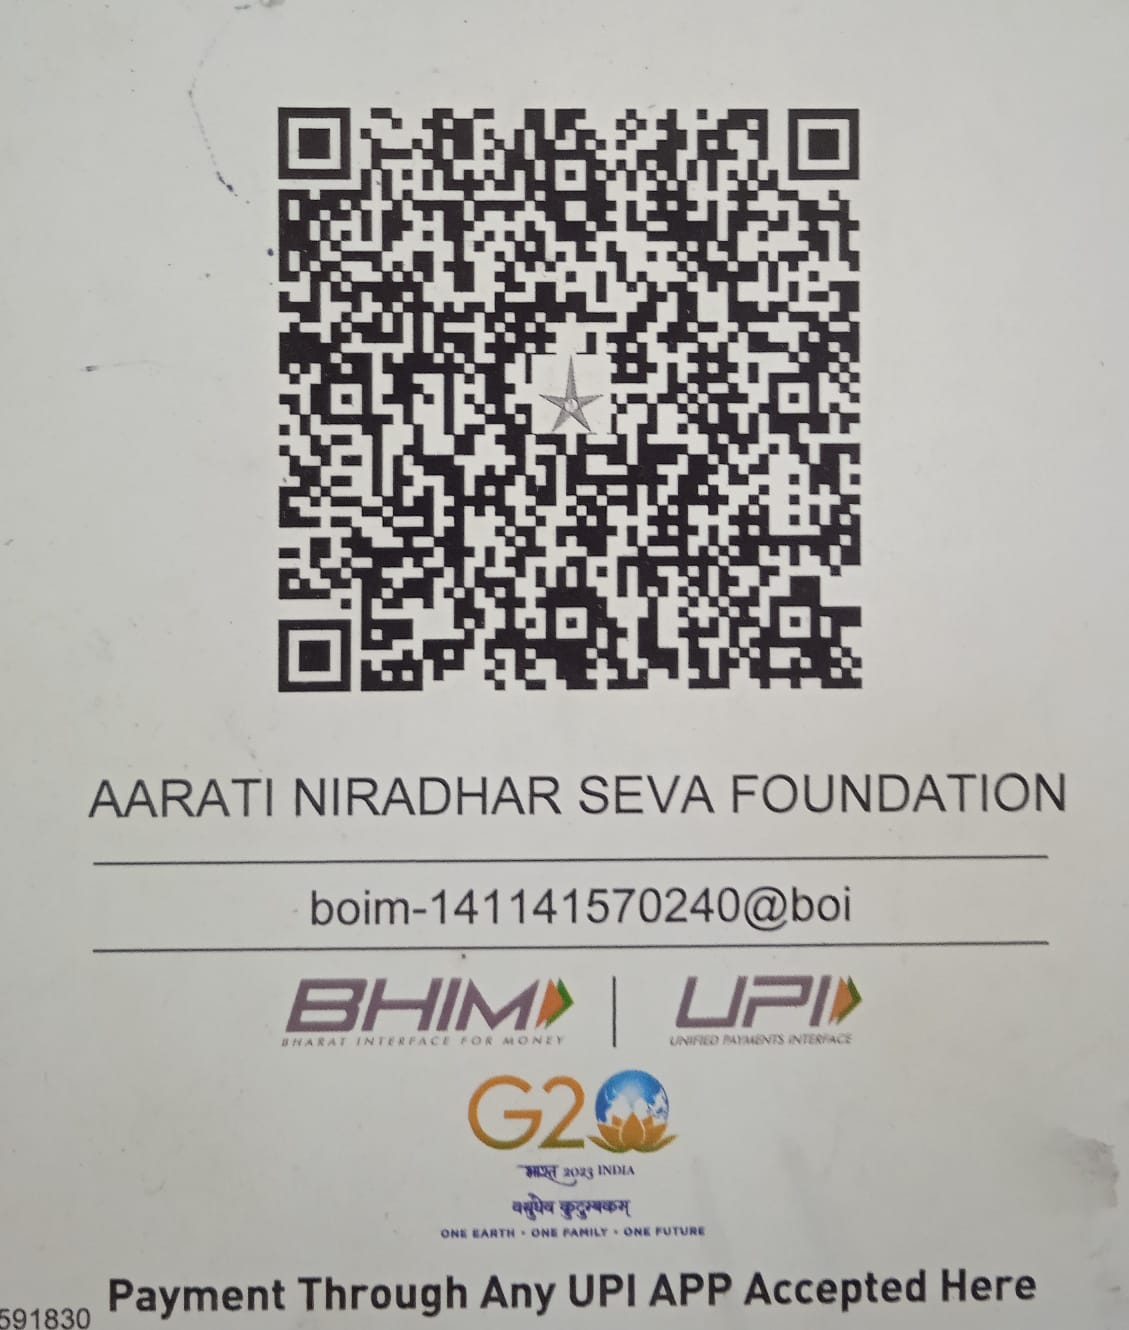 AARATI NIRADHAR SEVA FOUNDATION
boim-141141570240@boi
BHIM | UPI
BHARAT INTERFACE FOR MONEY UNIFIED PAYMENTS INTERFACE
G20
भारत 2023 INDIA
वसुधैव कुटुम्बकम्
ONE EARTH • ONE FAMILY • ONE FUTURE
Payment Through Any UPI APP Accepted Here
591830